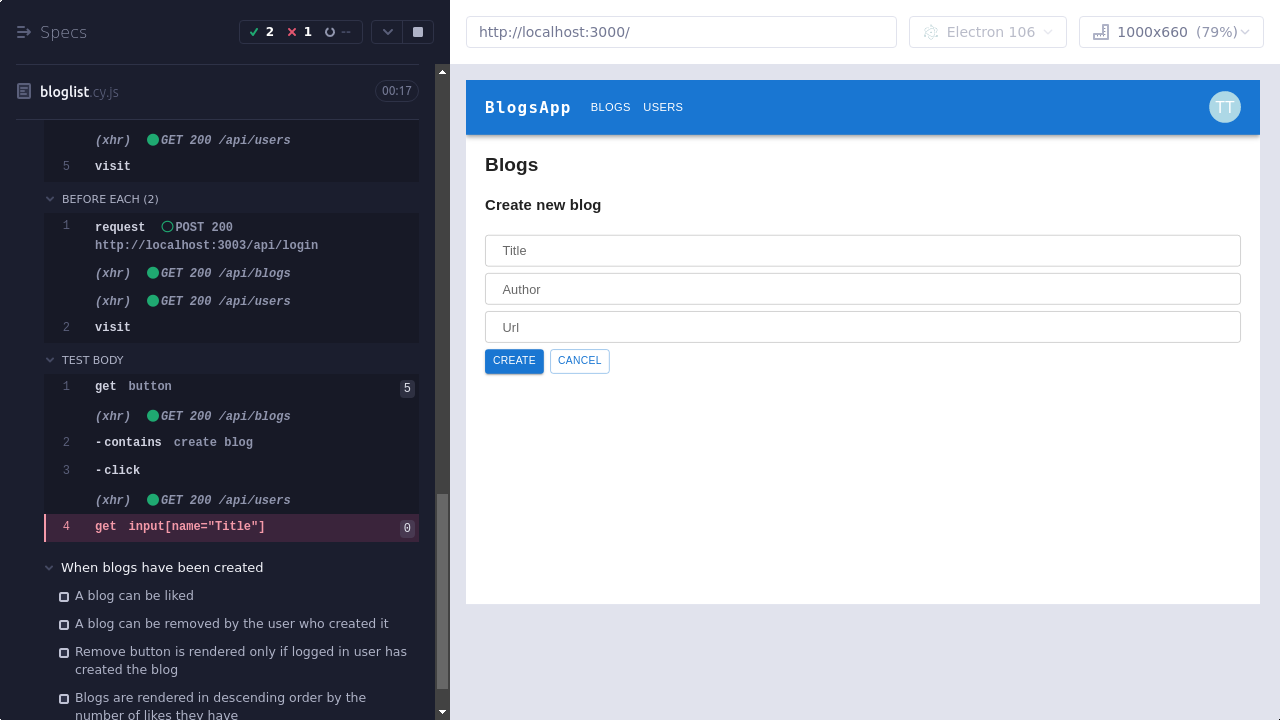 Specs
2 1 --
bloglist.cy.js 00:17
(xhr) GET 200 /api/users
5 visit
BEFORE EACH (2)
1 request POST 200
http://localhost:3003/api/login
(xhr) GET 200 /api/blogs
(xhr) GET 200 /api/users
2 visit
TEST BODY
1 get button 5
(xhr) GET 200 /api/blogs
2 -contains create blog
3 -click
(xhr) GET 200 /api/users
4 get input[name="Title"] 0
When blogs have been created
A blog can be liked
A blog can be removed by the user who created it
Remove button is rendered only if logged in user has
created the blog
Blogs are rendered in descending order by the
number of likes they have
http://localhost:3000/
Electron 106
1000x660 (79%)
BlogsApp BLOGS USERS TT
Blogs
Create new blog
Title
Author
Url
CREATE CANCEL